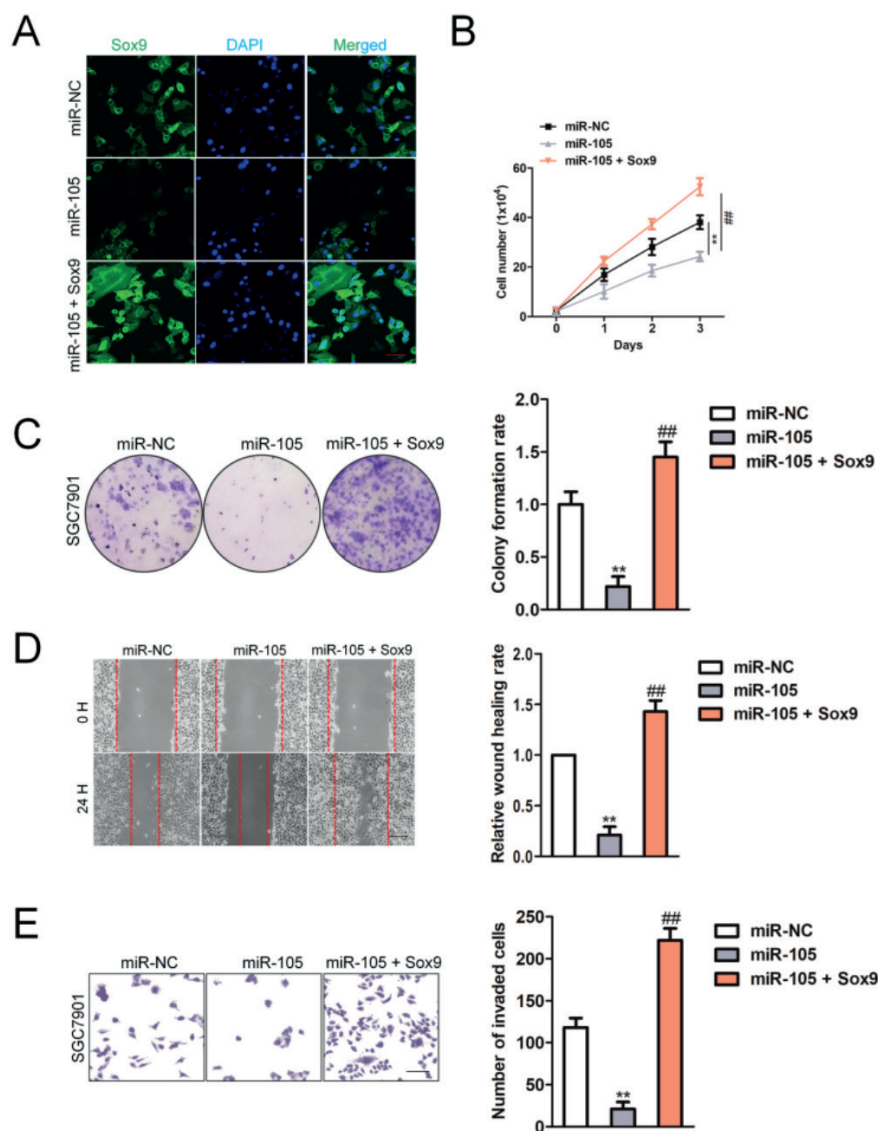 A
Sox9 DAPI Merged
miR-NC
miR-105
miR-105 + Sox9
B
miR-NC
miR-105
miR-105 + Sox9
Cell number (1x10⁴)
60
40
20
0
0 1 2 3
Days
**
##
C
miR-NC miR-105 miR-105 + Sox9
SGC7901
Colony formation rate
2.0
1.5
1.0
0.5
0.0
**
##
miR-NC
miR-105
miR-105 + Sox9
D
miR-NC miR-105 miR-105 + Sox9
0 H
24 H
Relative wound healing rate
2.0
1.5
1.0
0.5
0.0
**
##
miR-NC
miR-105
miR-105 + Sox9
E
miR-NC miR-105 miR-105 + Sox9
SGC7901
Number of invaded cells
250
200
150
100
50
0
**
##
miR-NC
miR-105
miR-105 + Sox9